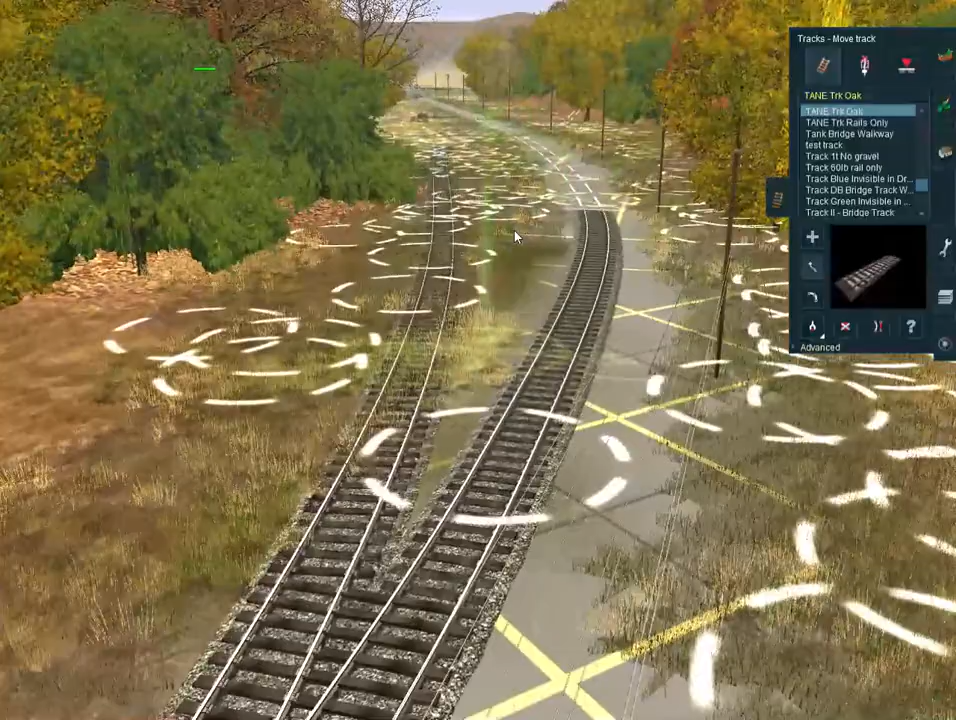 Tracks - Move track
TANE Trk Oak
TANE Trk Oak
TANE Trk Rails Only
Tank Bridge Walkway
test track
Track 1t No gravel
Track 60lb rail only
Track Blue Invisible in Dr...
Track DB Bridge Track W...
Track Green Invisible in ...
Track II - Bridge Track
Advanced